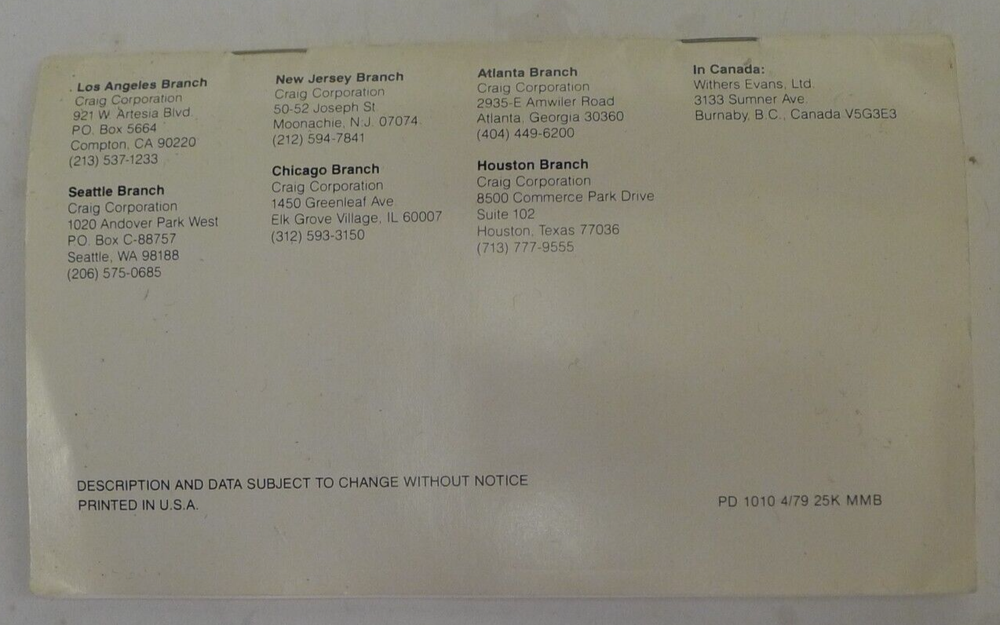 Los Angeles Branch
Craig Corporation
921 W. Artesia Blvd.
P.O. Box 5664
Compton, CA 90220
(213) 537-1233
Seattle Branch
Craig Corporation
1020 Andover Park West
P.O. Box C-88757
Seattle, WA 98188
(206) 575-0685
New Jersey Branch
Craig Corporation
50-52 Joseph St.
Moonachie, N.J. 07074
(212) 594-7841
Chicago Branch
Craig Corporation
1450 Greenleaf Ave.
Elk Grove Village, IL 60007
(312) 593-3150
Atlanta Branch
Craig Corporation
2935-E Amwiler Road
Atlanta, Georgia 30360
(404) 449-6200
Houston Branch
Craig Corporation
8500 Commerce Park Drive
Suite 102
Houston, Texas 77036
(713) 777-9555
In Canada:
Withers Evans, Ltd.
3133 Sumner Ave.
Burnaby, B.C., Canada V5G3E3
DESCRIPTION AND DATA SUBJECT TO CHANGE WITHOUT NOTICE
PRINTED IN U.S.A.
PD 1010 4/79 25K MMB